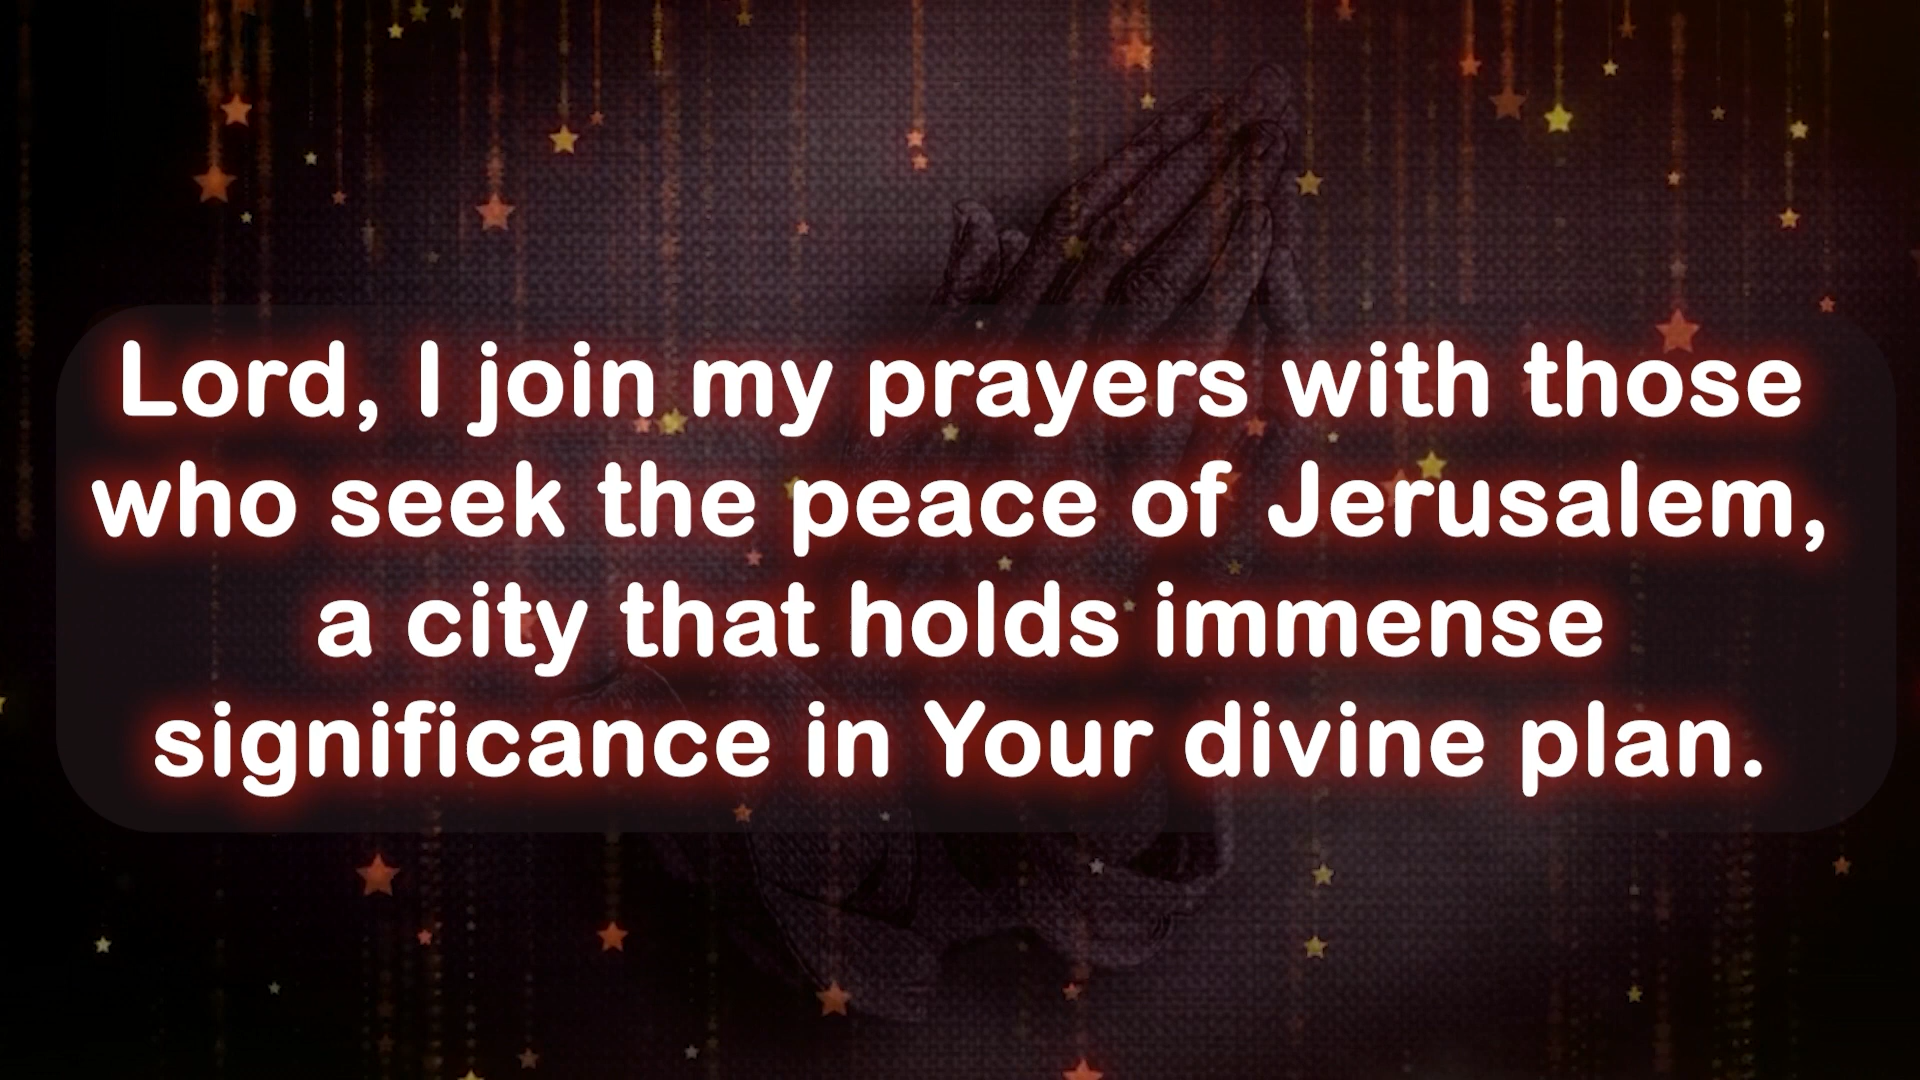 Lord, I join my prayers with those
who seek the peace of Jerusalem,
a city that holds immense
significance in Your divine plan.